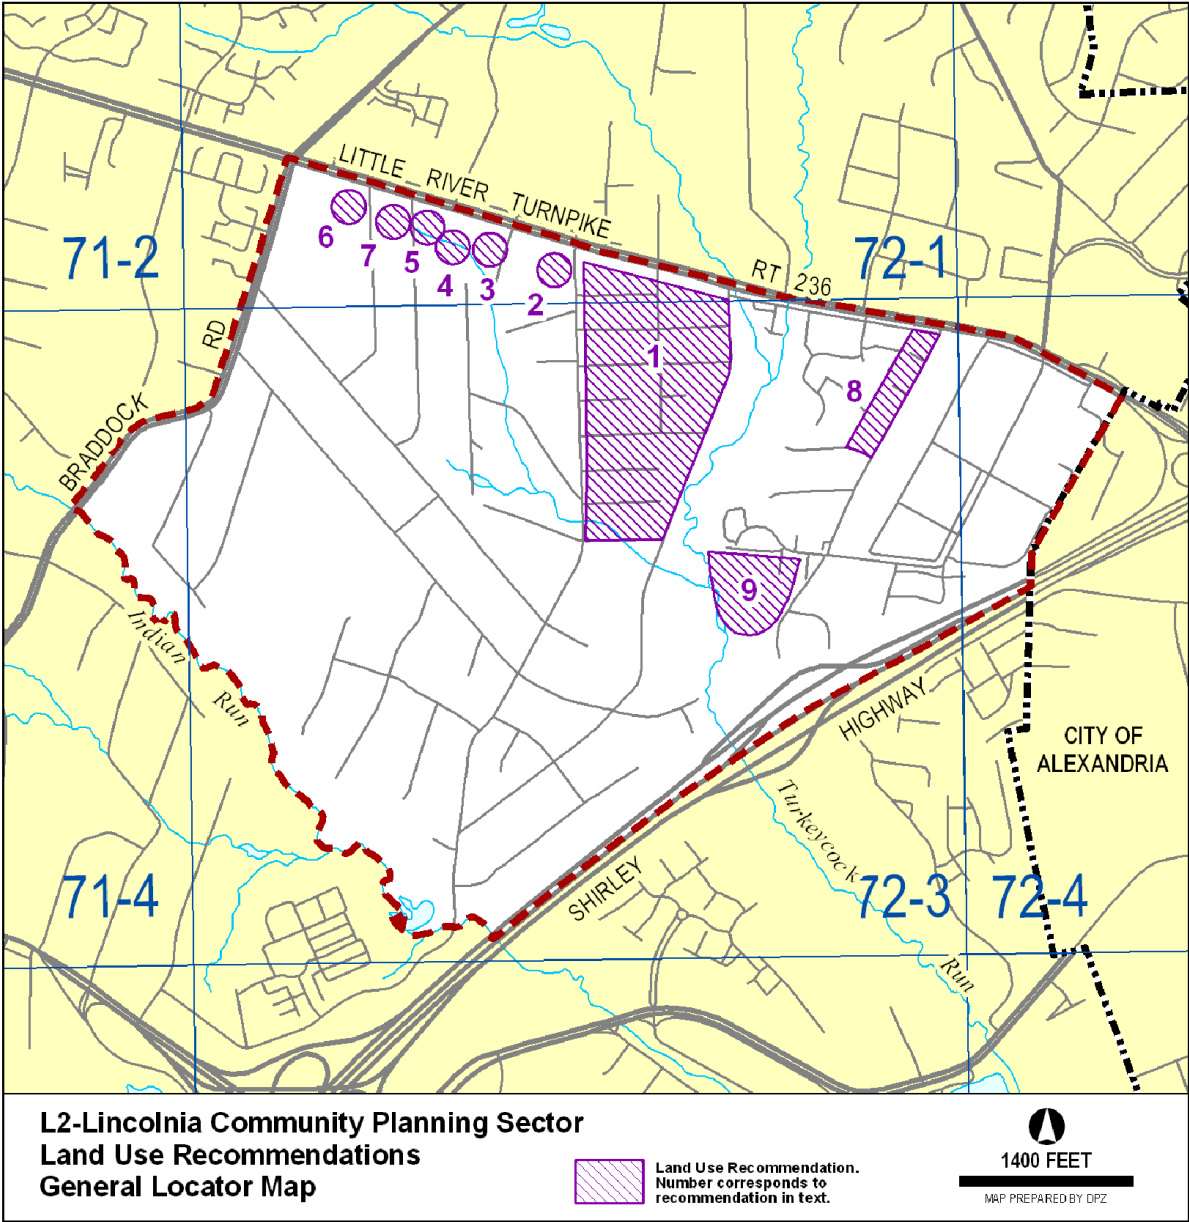 LITTLE RIVER TURNPIKE
RT 236
71-2
72-1
6
7
5
4
3
2
1
8
9
BRADDOCK RD
Indian Run
HIGHWAY
CITY OF
ALEXANDRIA
Turkeycock Run
SHIRLEY
71-4
72-3
72-4
L2-Lincolnia Community Planning Sector
Land Use Recommendations
General Locator Map
Land Use Recommendation.
Number corresponds to
recommendation in text.
1400 FEET
MAP PREPARED BY DPZ